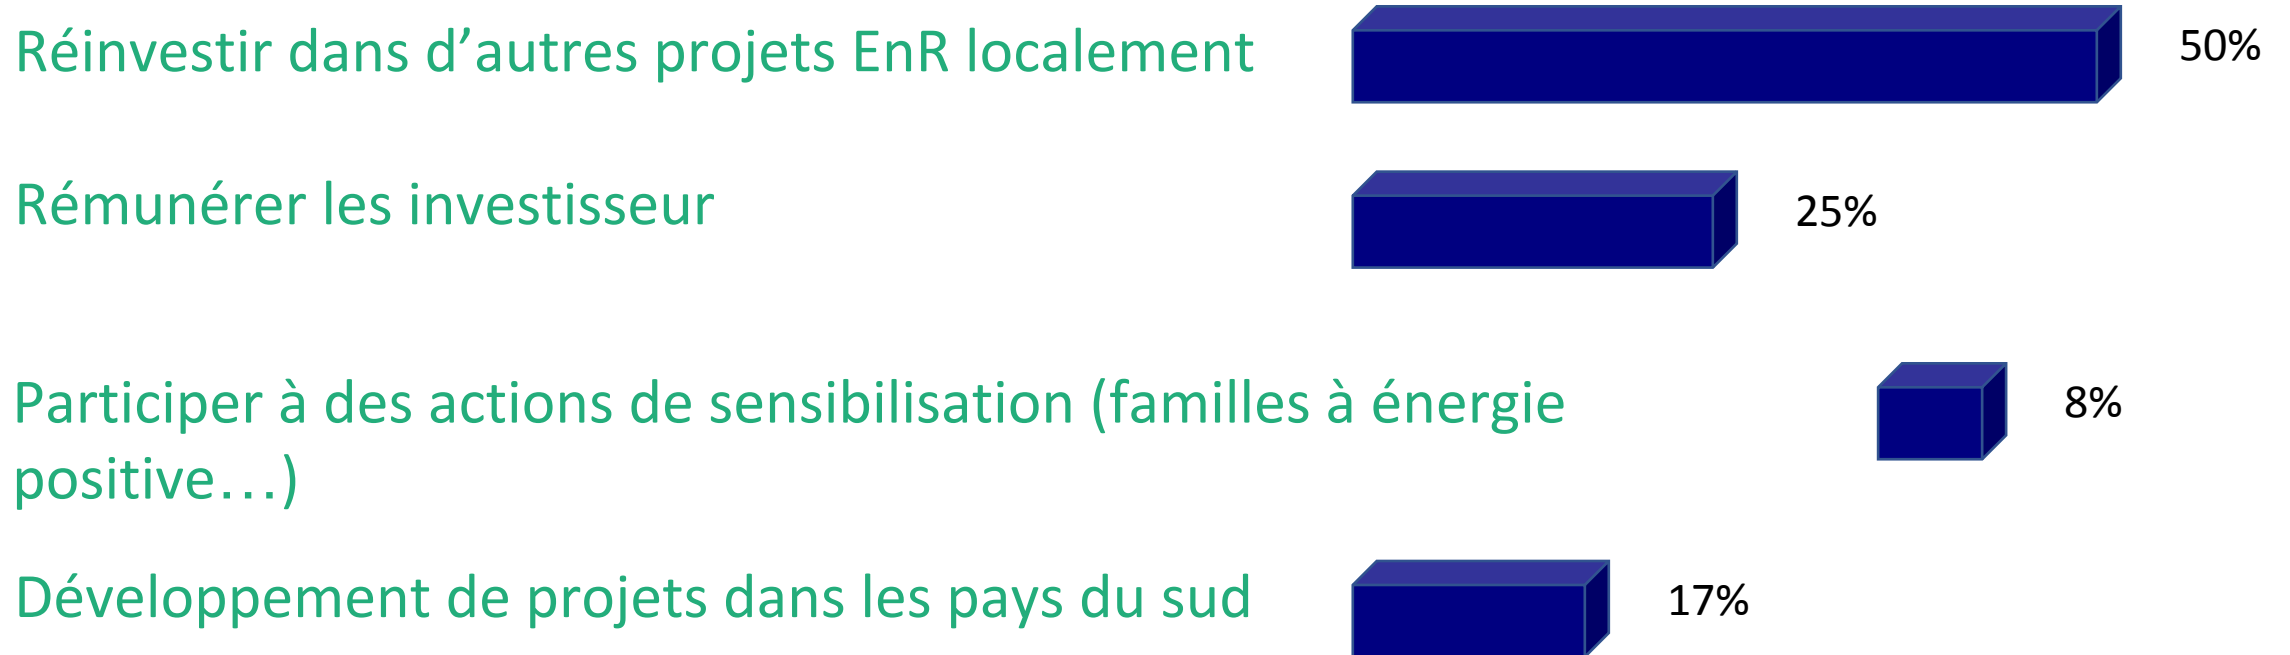 Réinvestir dans d’autres projets EnR localement 50%
Rémunérer les investisseur 25%
Participer à des actions de sensibilisation (familles à énergie 8%
positive…)
Développement de projets dans les pays du sud 17%